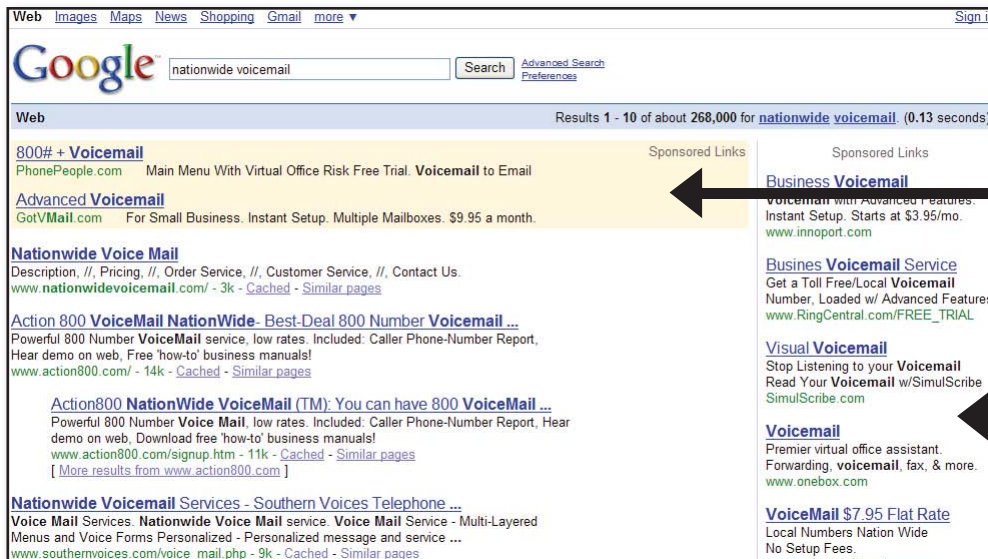 Web Images Maps News Shopping Gmail more ▼
Sign i
Google™
nationwide voicemail
Search
Advanced Search
Preferences
Web
Results 1 - 10 of about 268,000 for nationwide voicemail. (0.13 seconds)
Sponsored Links
800# + Voicemail
PhonePeople.com Main Menu With Virtual Office Risk Free Trial. Voicemail to Email
Advanced Voicemail
GotVMail.com For Small Business. Instant Setup. Multiple Mailboxes. $9.95 a month.
Nationwide Voice Mail
Description, //, Pricing, //, Order Service, //, Customer Service, //, Contact Us.
www.nationwidevoicemail.com/ - 3k - Cached - Similar pages
Action 800 VoiceMail NationWide- Best-Deal 800 Number Voicemail ...
Powerful 800 Number VoiceMail service, low rates. Included: Caller Phone-Number Report,
Hear demo on web, Free 'how-to' business manuals!
www.action800.com/ - 14k - Cached - Similar pages
Action800 NationWide VoiceMail (TM): You can have 800 VoiceMail ...
Powerful 800 Number Voice Mail, low rates. Included: Caller Phone-Number Report, Hear
demo on web, Download free 'how-to' business manuals!
www.action800.com/signup.htm - 11k - Cached - Similar pages
[ More results from www.action800.com ]
Nationwide Voicemail Services - Southern Voices Telephone ...
Voice Mail Services. Nationwide Voice Mail service. Voice Mail Service - Multi-Layered
Menus and Voice Forms Personalized - Personalized message and service ...
www.southernvoices.com/voice_mail.php - 9k - Cached - Similar pages
Sponsored Links
Business Voicemail
Voicemail with Advanced Features.
Instant Setup. Starts at $3.95/mo.
www.innoport.com
Busines Voicemail Service
Get a Toll Free/Local Voicemail
Number, Loaded w/ Advanced Features
www.RingCentral.com/FREE_TRIAL
Visual Voicemail
Stop Listening to your Voicemail
Read Your Voicemail w/SimulScribe
SimulScribe.com
Voicemail
Premier virtual office assistant.
Forwarding, voicemail, fax, & more.
www.onebox.com
VoiceMail $7.95 Flat Rate
Local Numbers Nation Wide
No Setup Fees.